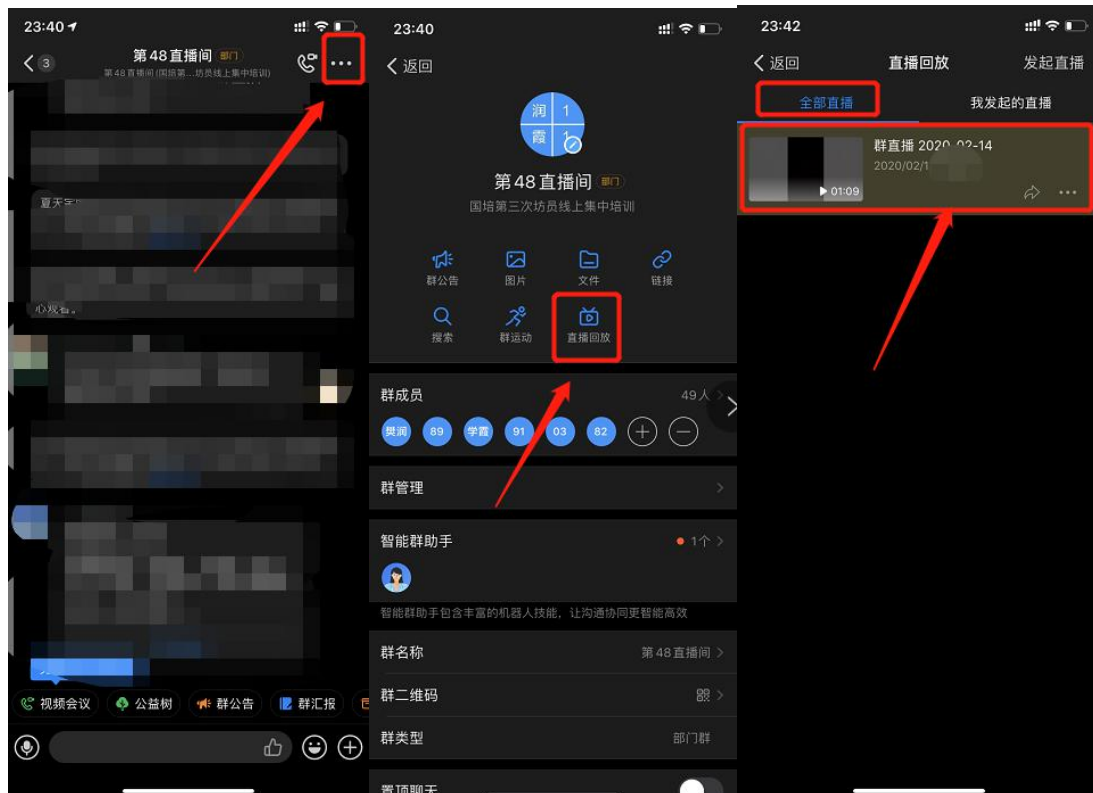 23:40
3
第48直播间 部门
第48直播间(国培第...坊员线上集中培训)
夏天
心观看。
视频会议
公益树
群公告
群汇报
23:40
返回
润 1
霞 1
第48直播间 部门
国培第三次坊员线上集中培训
群公告 图片 文件 链接
搜索 群运动 直播回放
群成员 49人
樊润 89 学霞 91 03 82
群管理
智能群助手 1个
智能群助手包含丰富的机器人技能，让沟通协同更智能高效
群名称 第48直播间
群二维码
群类型 部门群
置顶聊天
23:42
返回 直播回放 发起直播
全部直播 我发起的直播
群直播 2020-02-14
2020/02/1
01:09